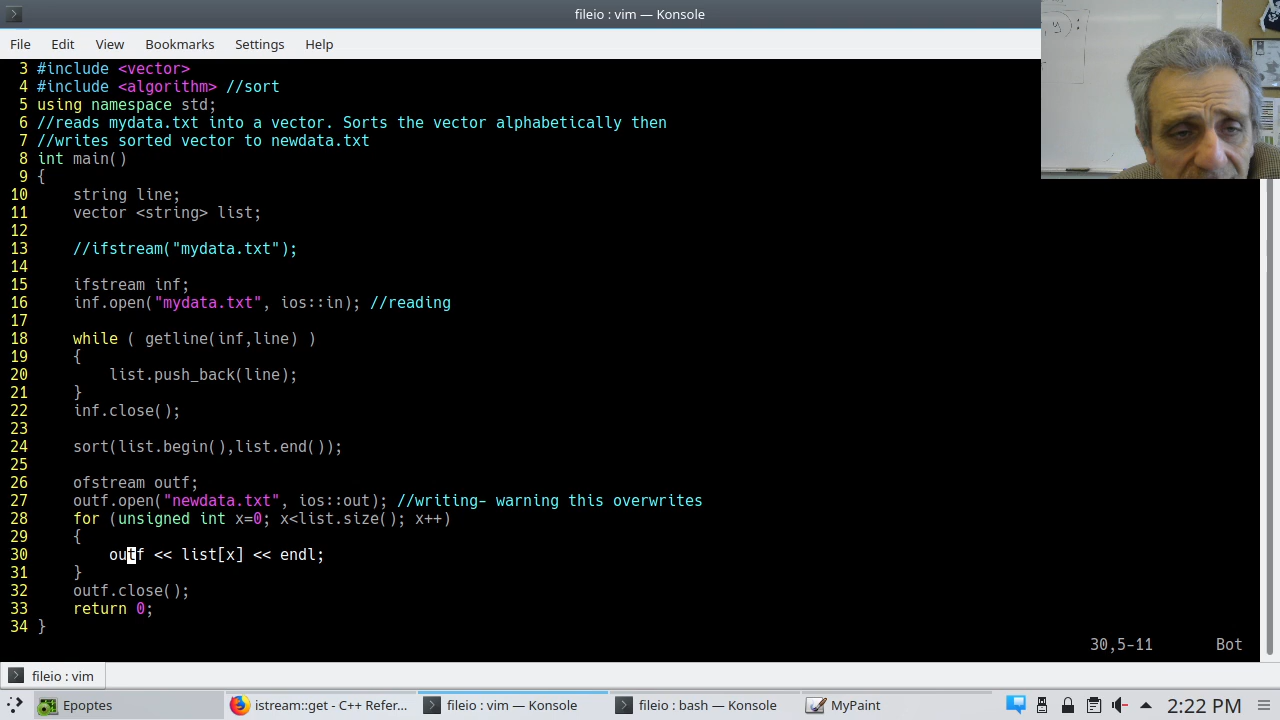 fileio : vim — Konsole
File Edit View Bookmarks Settings Help
3 #include <vector>
4 #include <algorithm> //sort
5 using namespace std;
6 //reads mydata.txt into a vector. Sorts the vector alphabetically then
7 //writes sorted vector to newdata.txt
8 int main()
9 {
10 string line;
11 vector <string> list;
12
13 //ifstream("mydata.txt");
14
15 ifstream inf;
16 inf.open("mydata.txt", ios::in); //reading
17
18 while ( getline(inf,line) )
19 {
20 list.push_back(line);
21 }
22 inf.close();
23
24 sort(list.begin(),list.end());
25
26 ofstream outf;
27 outf.open("newdata.txt", ios::out); //writing- warning this overwrites
28 for (unsigned int x=0; x<list.size(); x++)
29 {
30 outf << list[x] << endl;
31 }
32 outf.close();
33 return 0;
34 }
30,5-11 Bot
fileio : vim
Epoptes
istream::get - C++ Refer...
fileio : vim — Konsole
fileio : bash — Konsole
MyPaint
2:22 PM